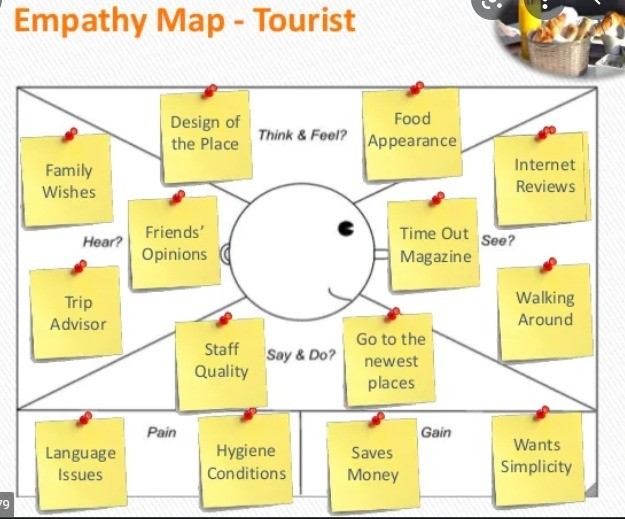 Empathy Map - Tourist
Design of
the Place
Think & Feel?
Food
Appearance
Family
Wishes
Internet
Reviews
Hear?
Friends’
Opinions
Time Out
Magazine
See?
Trip
Advisor
Walking
Around
Staff
Quality
Say & Do?
Go to the
newest
places
Pain
Gain
Language
Issues
Hygiene
Conditions
Saves
Money
Wants
Simplicity
79